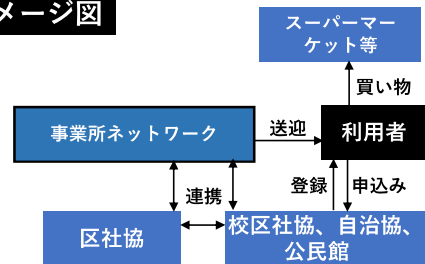 メージ図
スーパーマー
ケット等
買い物
事業所ネットワーク
送迎
利用者
連携
登録
申込み
区社協
校区社協、自治協、
公民館